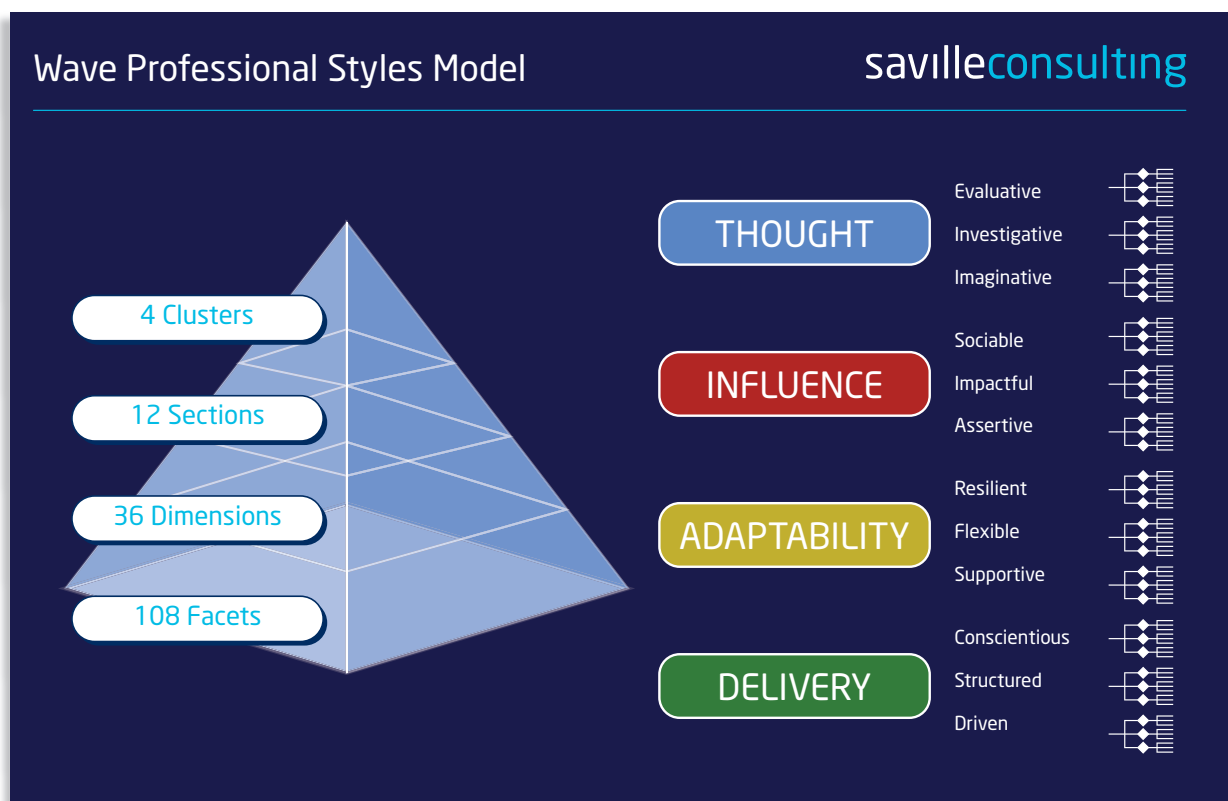 Wave Professional Styles Model
savilleconsulting
4 Clusters
12 Sections
36 Dimensions
108 Facets
THOUGHT
Evaluative
Investigative
Imaginative
INFLUENCE
Sociable
Impactful
Assertive
ADAPTABILITY
Resilient
Flexible
Supportive
DELIVERY
Conscientious
Structured
Driven